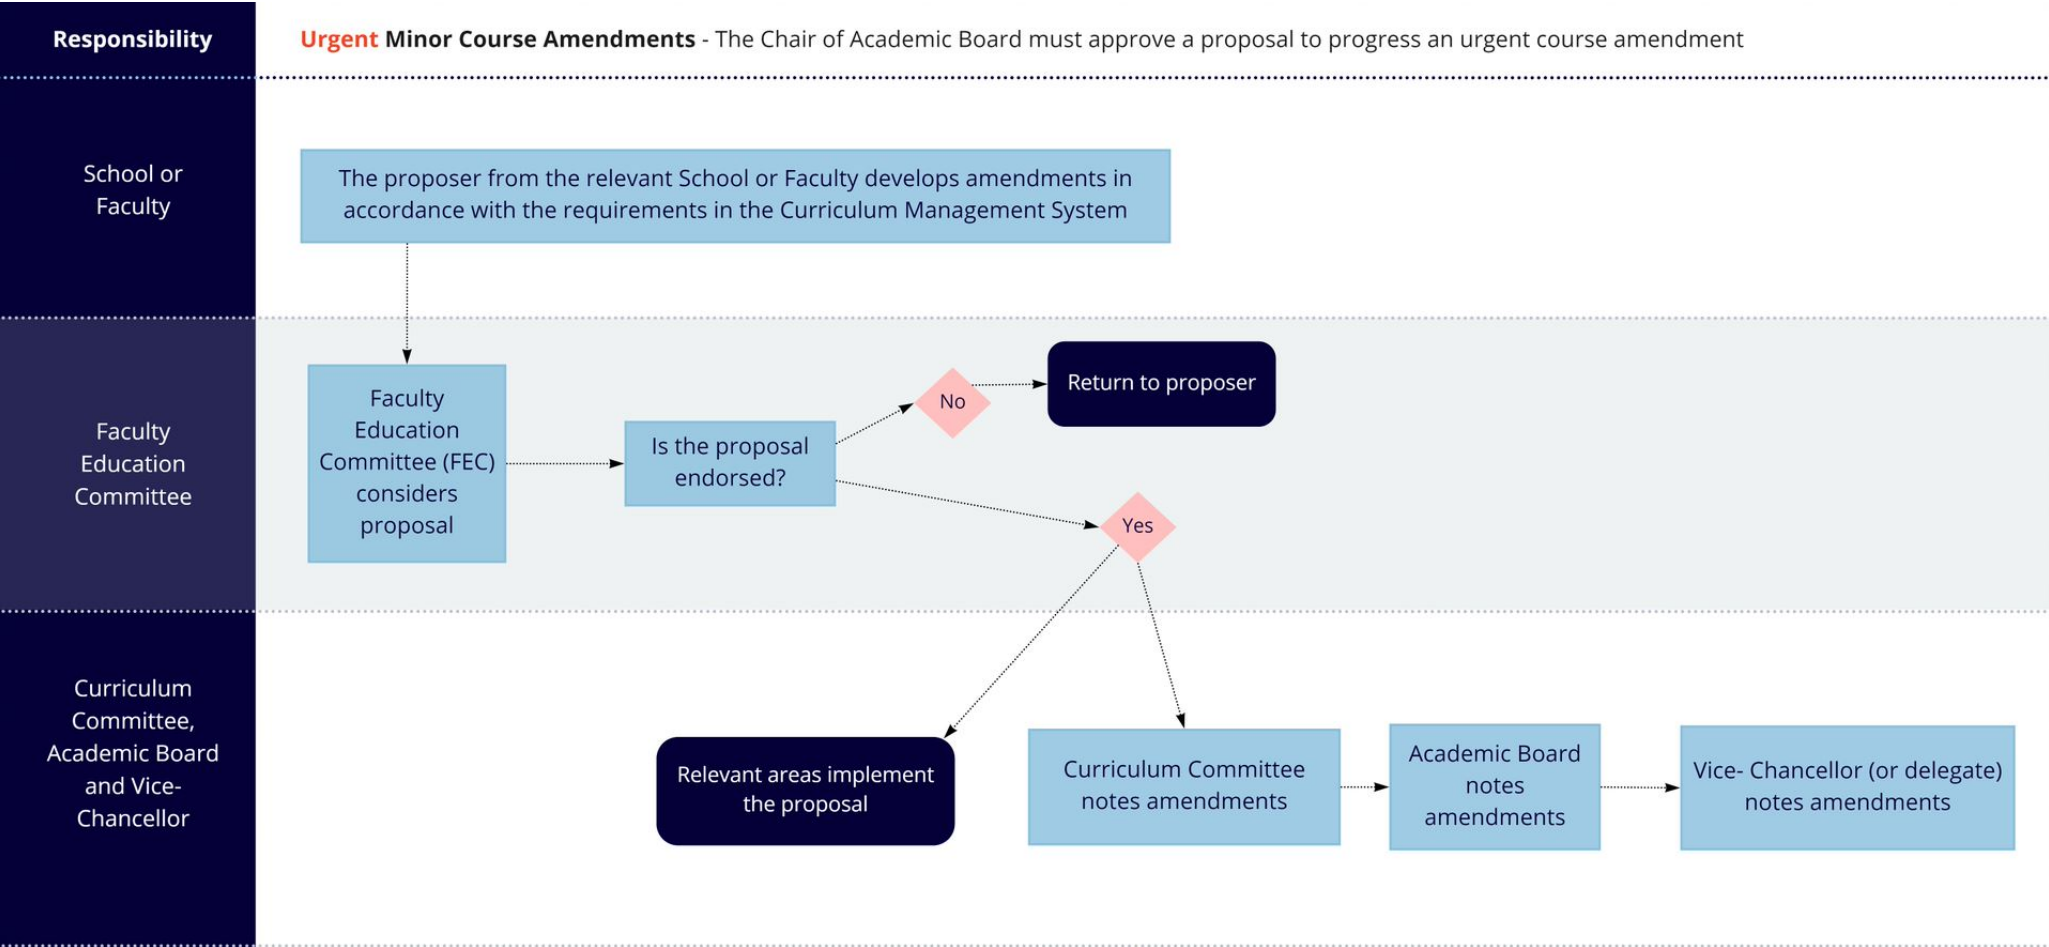 Responsibility
Urgent Minor Course Amendments - The Chair of Academic Board must approve a proposal to progress an urgent course amendment
School or
Faculty
The proposer from the relevant School or Faculty develops amendments in
accordance with the requirements in the Curriculum Management System
Faculty
Education
Committee
Faculty
Education
Committee (FEC)
considers
proposal
Is the proposal
endorsed?
No
Return to proposer
Yes
Curriculum
Committee,
Academic Board
and Vice-
Chancellor
Relevant areas implement
the proposal
Curriculum Committee
notes amendments
Academic Board
notes
amendments
Vice- Chancellor (or delegate)
notes amendments